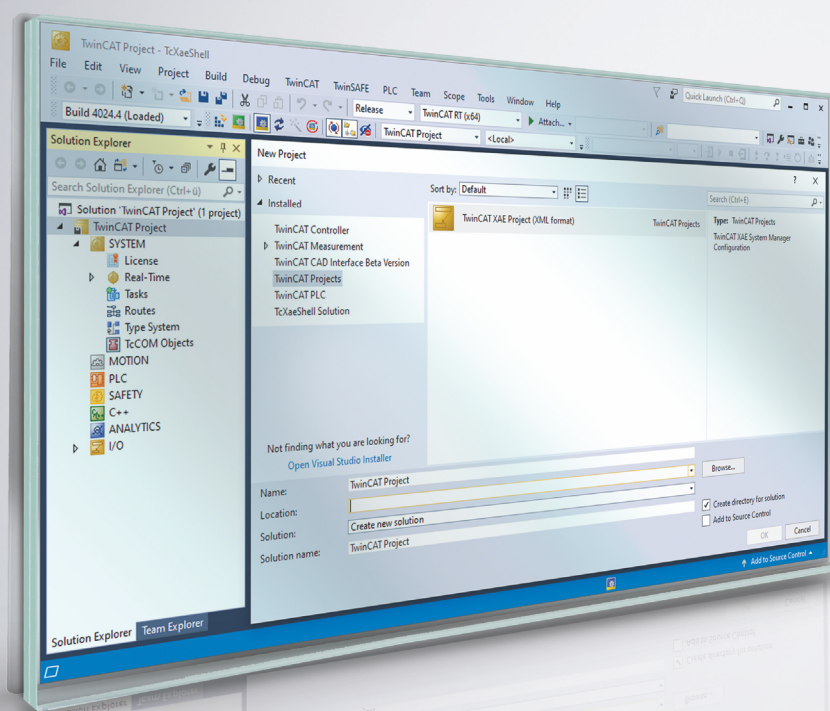 TwinCAT Project - TcXaeShell
File Edit View Project Build Debug TwinCAT TwinSAFE PLC Team Scope Tools Window Help
Quick Launch (Ctrl+Q)
Release TwinCAT RT (x64) Attach...
Build 4024.4 (Loaded) TwinCAT Project <Local>
Solution Explorer
Search Solution Explorer (Ctrl+ü)
Solution 'TwinCAT Project' (1 project)
TwinCAT Project
SYSTEM
License
Real-Time
Tasks
Routes
Type System
TcCOM Objects
MOTION
PLC
SAFETY
C++
ANALYTICS
I/O
Solution Explorer Team Explorer
New Project ? X
Recent
Installed
TwinCAT Controller
TwinCAT Measurement
TwinCAT CAD Interface Beta Version
TwinCAT Projects
TwinCAT PLC
TcXaeShell Solution
Not finding what you are looking for?
Open Visual Studio Installer
Sort by: Default
TwinCAT XAE Project (XML format) TwinCAT Projects
Search (Ctrl+E)
Type: TwinCAT Projects
TwinCAT XAE System Manager
Configuration
Name: TwinCAT Project
Location:
Browse...
Solution: Create new solution
Solution name: TwinCAT Project
Create directory for solution
Add to Source Control
OK Cancel
Add to Source Control